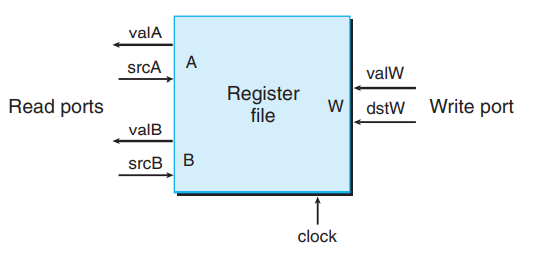 valA
srcA
A
Read ports
valB
srcB
B
Register
file
W
valW
dstW
Write port
clock